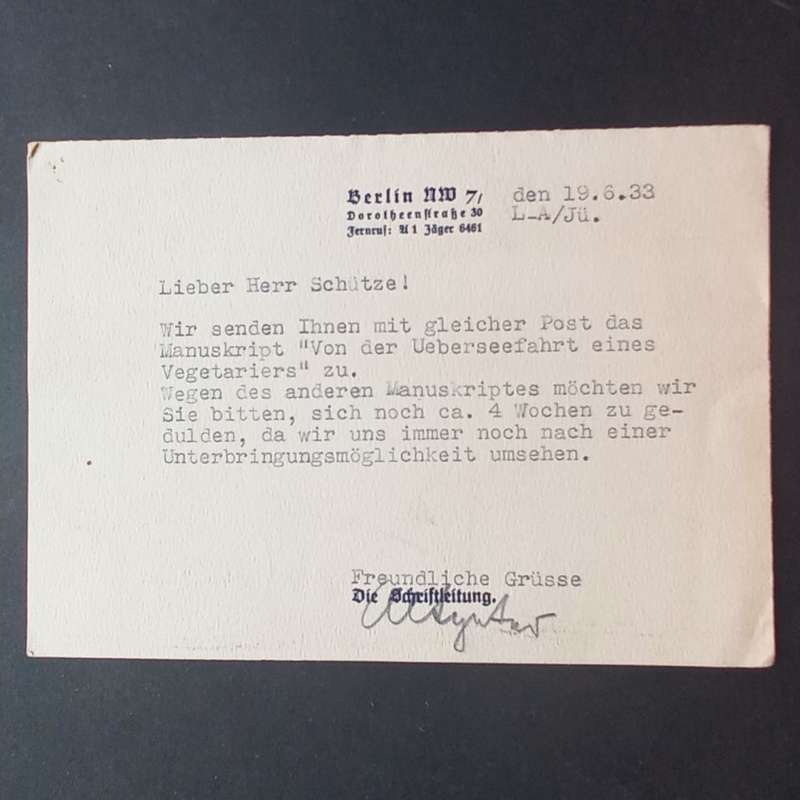 Berlin NW 7, den 19.6.33
Dorotheenstraße 30 L-A/Jü.
Fernruf: A 1 Jäger 6461
Lieber Herr Schütze!
Wir senden Ihnen mit gleicher Post das
Manuskript "Von der Ueberseefahrt eines
Vegetariers" zu.
Wegen des anderen Manuskriptes möchten wir
Sie bitten, sich noch ca. 4 Wochen zu ge-
dulden, da wir uns immer noch nach einer
Unterbringungsmöglichkeit umsehen.
Freundliche Grüsse
Die Schriftleitung.